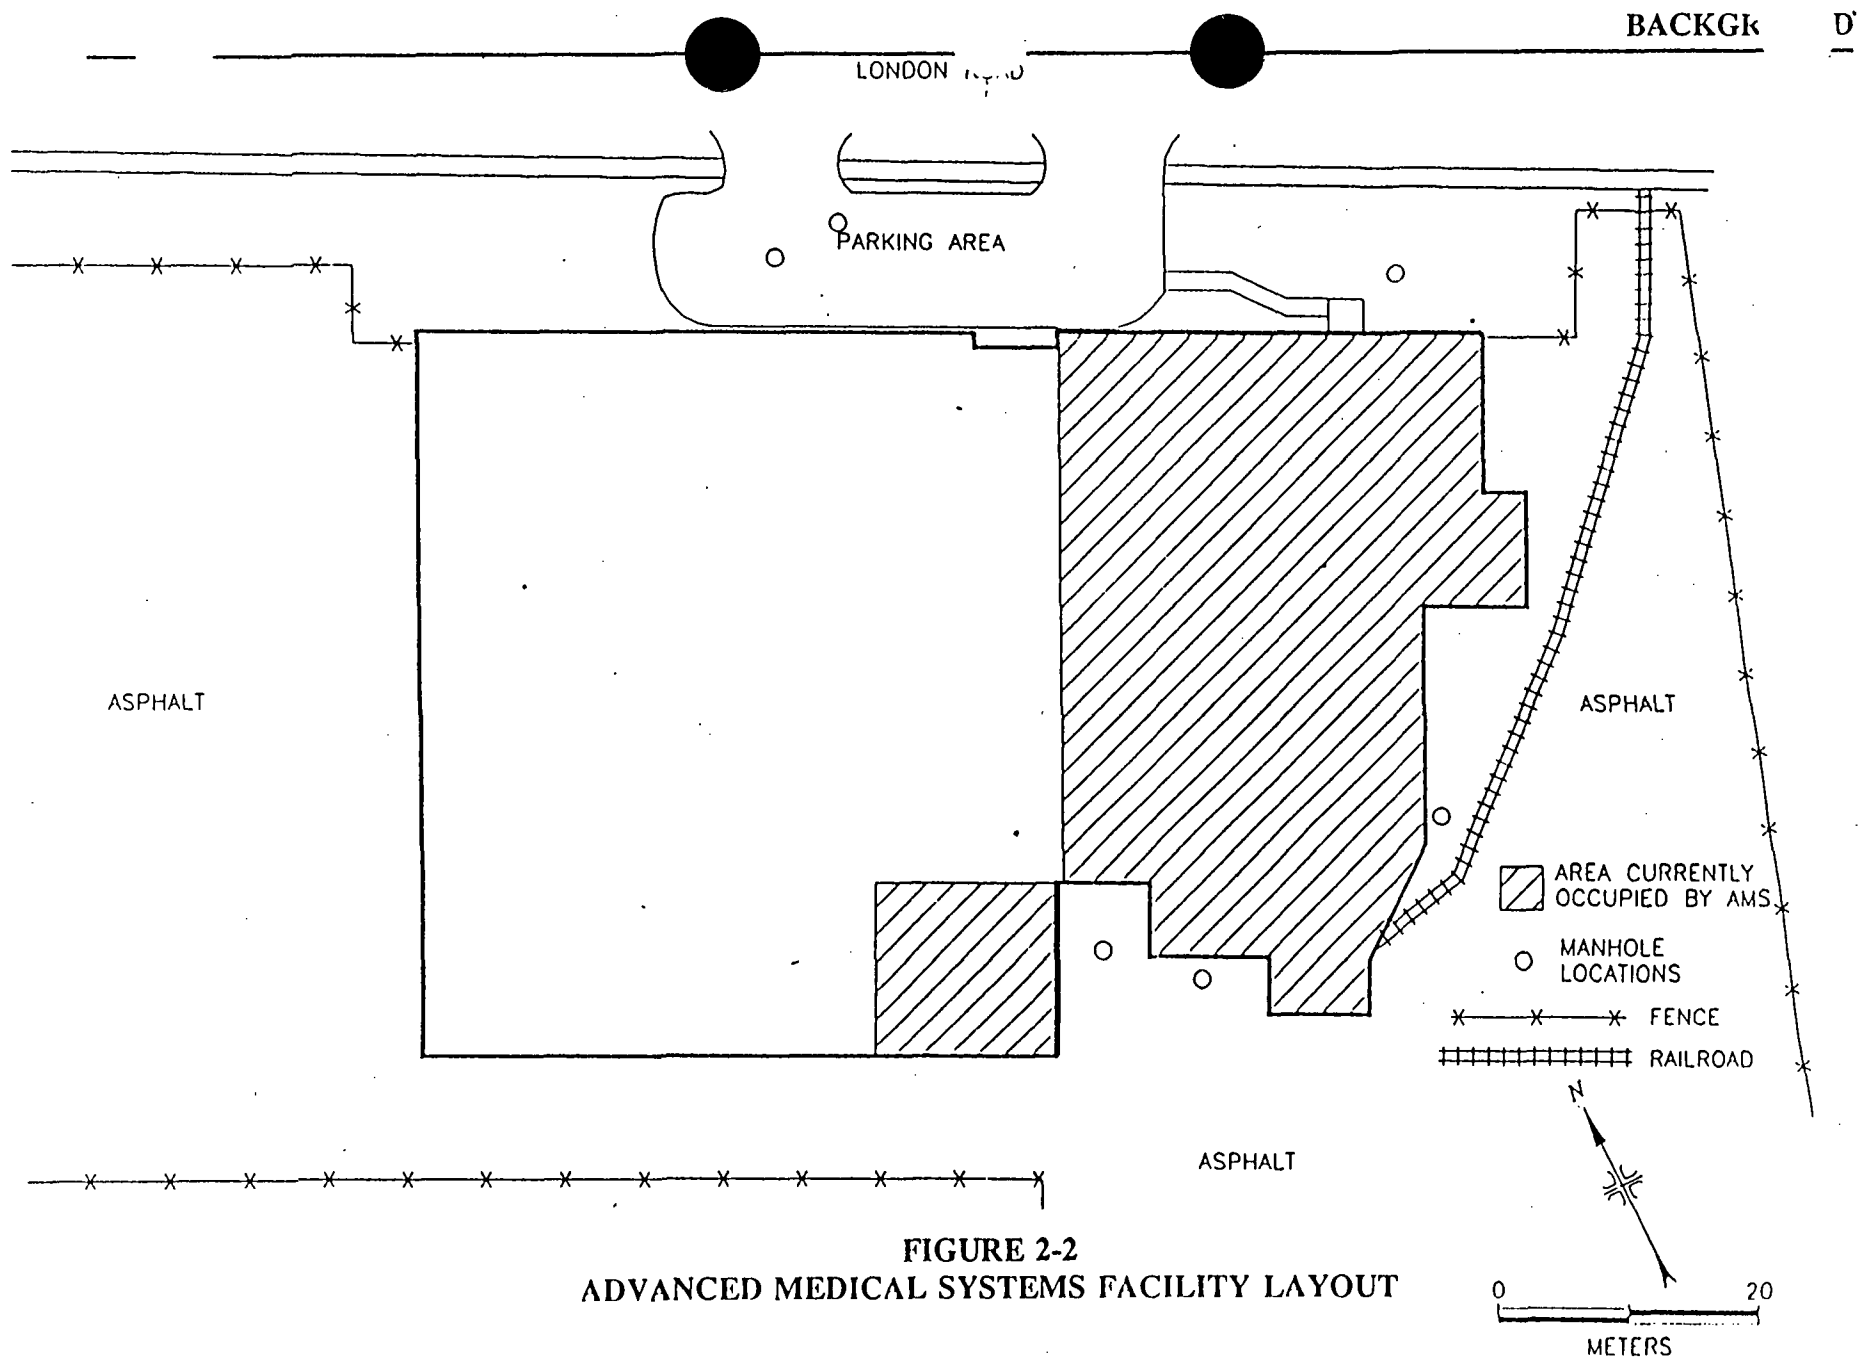 LONDON
PARKING AREA
ASPHALT
ASPHALT
AREA CURRENTLY
OCCUPIED BY AMS
MANHOLE
LOCATIONS
FENCE
RAILROAD
N
ASPHALT
FIGURE 2-2
ADVANCED MEDICAL SYSTEMS FACILITY LAYOUT
0 20
METERS